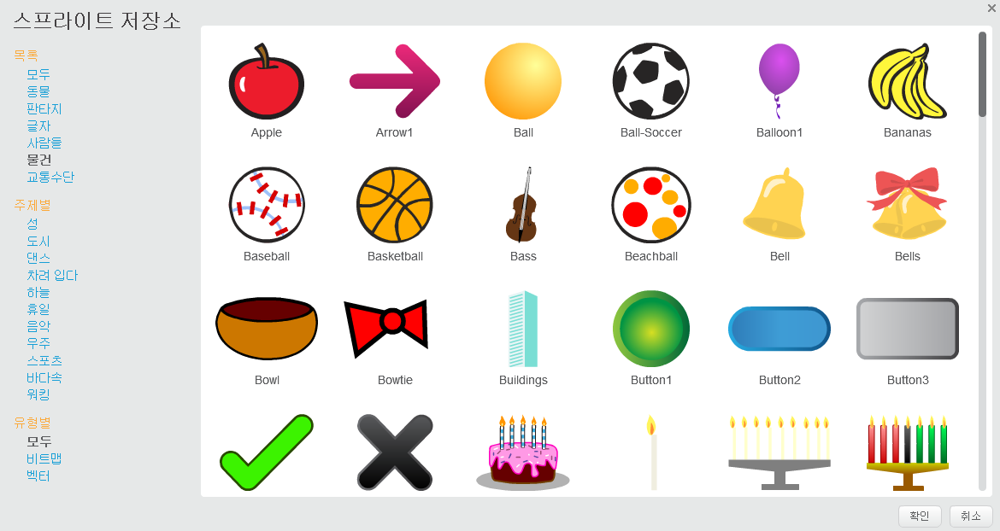 스프라이트 저장소
목록
모두
동물
판타지
글자
사람들
물건
교통수단
주제별
성
도시
댄스
차려 입다
하늘
휴일
음악
우주
스포츠
바다속
워킹
유형별
모두
비트맵
벡터
Apple
Arrow1
Ball
Ball-Soccer
Balloon1
Bananas
Baseball
Basketball
Bass
Beachball
Bell
Bells
Bowl
Bowtie
Buildings
Button1
Button2
Button3
확인
취소